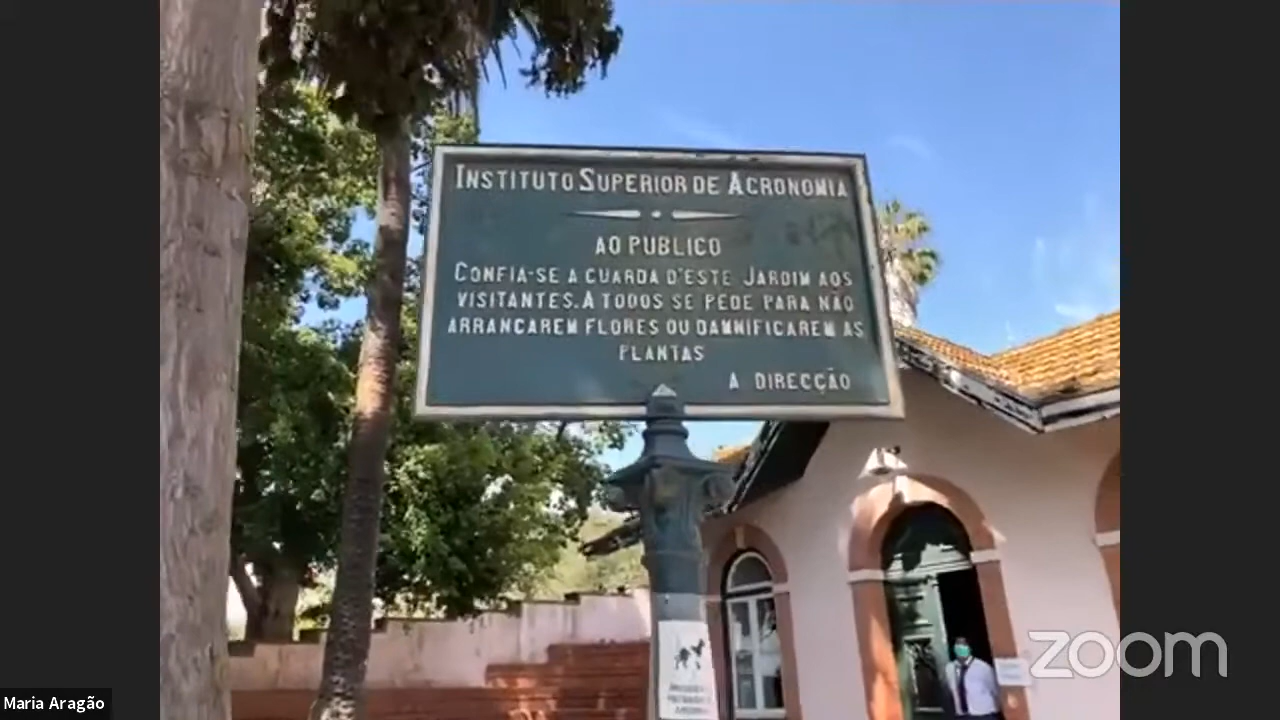 INSTITUTO SUPERIOR DE AGRONOMIA
AO PUBLICO
CONFIA-SE A GUARDA D'ESTE JARDIM AOS
VISITANTES. A TODOS SE PEDE PARA NÃO
ARRANCAREM FLORES OU DAMNIFICAREM AS
PLANTAS
A DIRECÇÃO
zoom
Maria Aragão